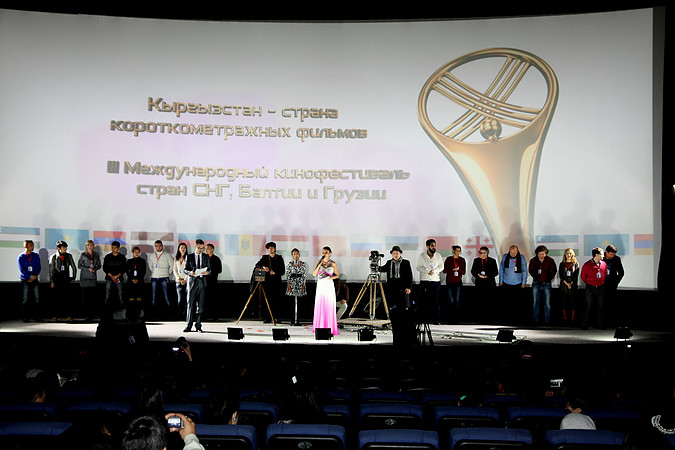 Кыргызстан - страна
короткометражных фильмов
III Международный кинофестиваль
стран СНГ, Балтии и Грузии